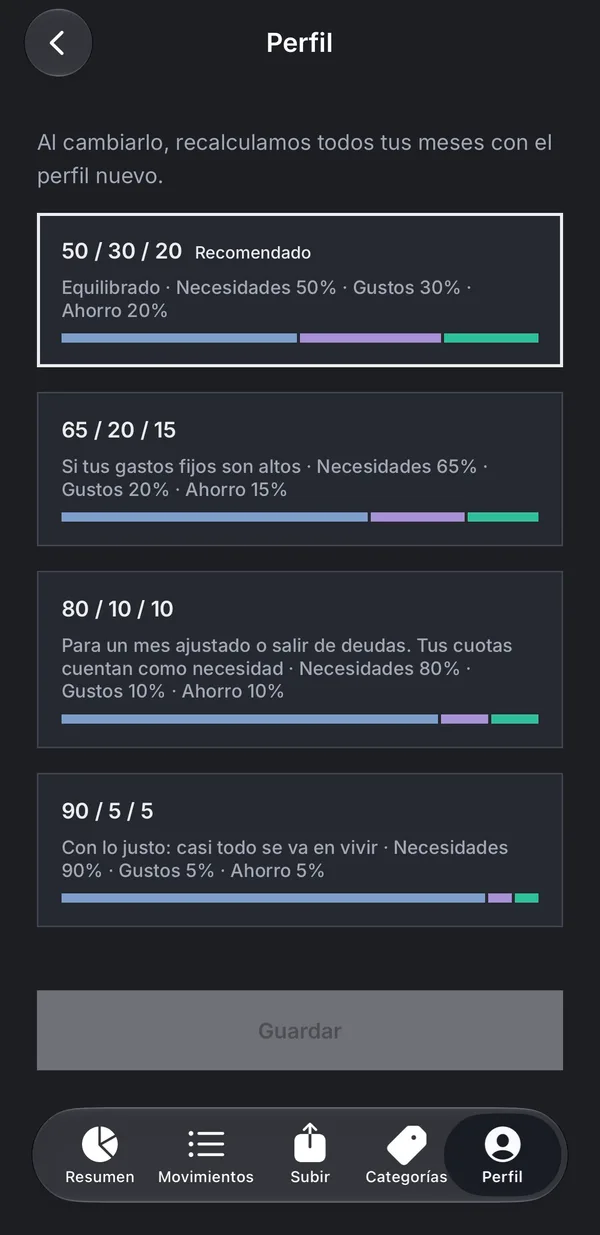 Perfil
Al cambiarlo, recalculamos todos tus meses con el
perfil nuevo.
50 / 30 / 20 Recomendado
Equilibrado · Necesidades 50% · Gustos 30% ·
Ahorro 20%
65 / 20 / 15
Si tus gastos fijos son altos · Necesidades 65% ·
Gustos 20% · Ahorro 15%
80 / 10 / 10
Para un mes ajustado o salir de deudas. Tus cuotas
cuentan como necesidad · Necesidades 80% ·
Gustos 10% · Ahorro 10%
90 / 5 / 5
Con lo justo: casi todo se va en vivir · Necesidades
90% · Gustos 5% · Ahorro 5%
Guardar
Resumen Movimientos Subir Categorías Perfil